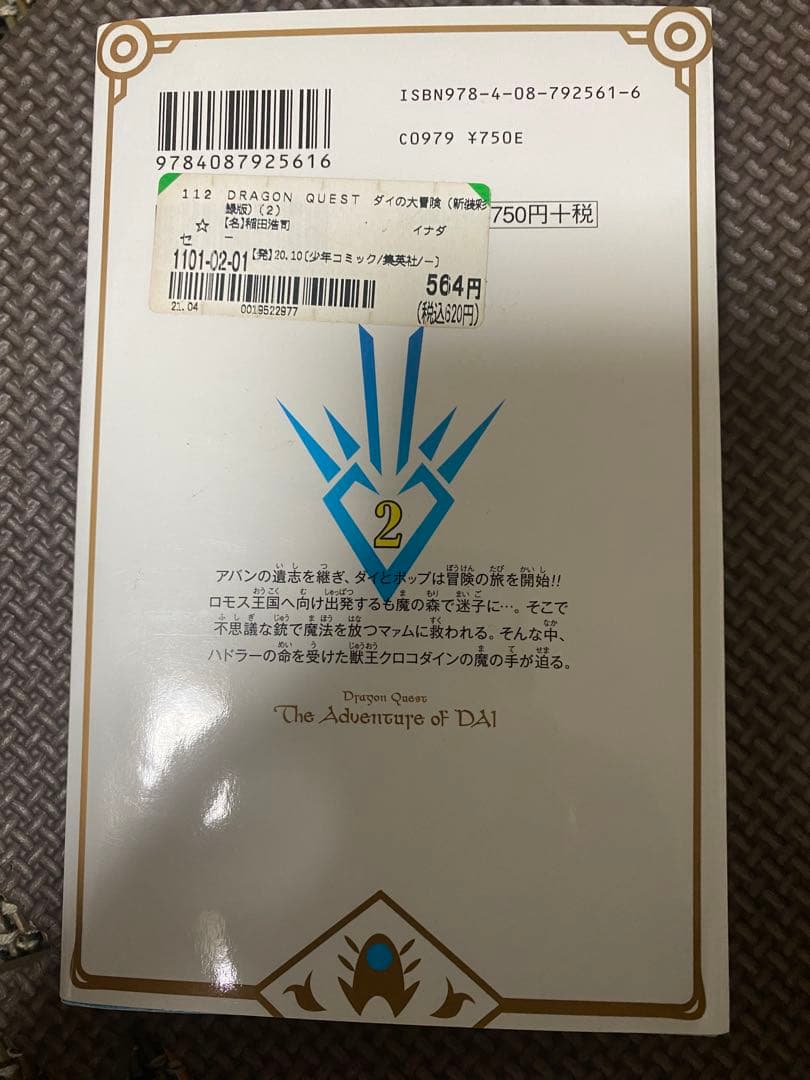 ISBN978-4-08-792561-6
9784087925616
C0979 ¥750E
112 DRAGON QUEST ダイの大冒険（新装彩
録版）（2）
☆ 【名】稲田浩司 イナダ
セ ー
1101-02-01 【発】20.10〔少年コミック/集英社ノー〕
564円
21.04 0019522977 (税込620円)
750円+税
2
アバンの遺志を継ぎ、ダイとポップは冒険の旅を開始!!
ロモス王国へ向け出発するも魔の森で迷子に…。そこで
不思議な銃で魔法を放つマァムに救われる。そんな中、
ハドラーの命を受けた獣王クロコダインの魔の手が迫る。
Dragon Quest
The Adventure of DAI